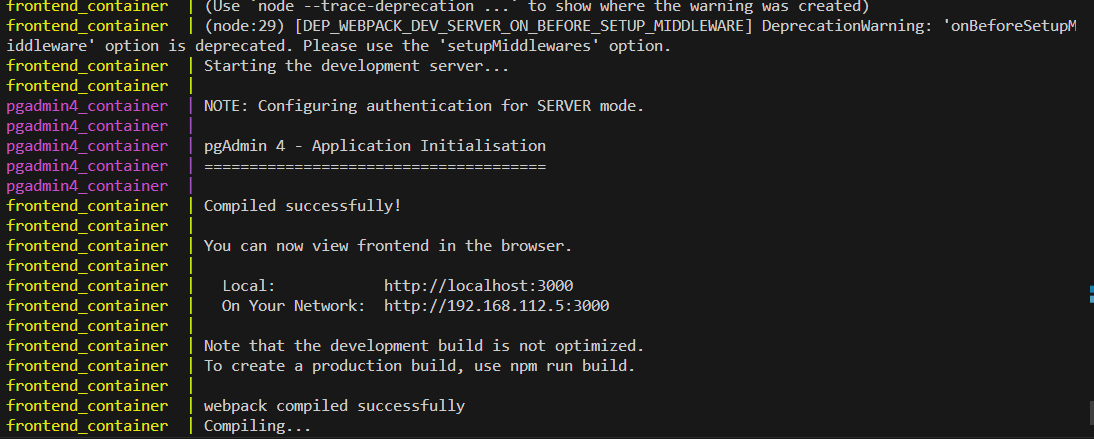 frontend_container  | (Use `node --trace-deprecation ...` to show where the warning was created)
frontend_container  | (node:29) [DEP_WEBPACK_DEV_SERVER_ON_BEFORE_SETUP_MIDDLEWARE] DeprecationWarning: 'onBeforeSetupM
iddleware' option is deprecated. Please use the 'setupMiddlewares' option.
frontend_container  | Starting the development server...
frontend_container  |
pgadmin4_container  | NOTE: Configuring authentication for SERVER mode.
pgadmin4_container  |
pgadmin4_container  | pgAdmin 4 - Application Initialisation
pgadmin4_container  | ======================================
pgadmin4_container  |
frontend_container  | Compiled successfully!
frontend_container  |
frontend_container  | You can now view frontend in the browser.
frontend_container  |
frontend_container  |   Local:            http://localhost:3000
frontend_container  |   On Your Network:  http://192.168.112.5:3000
frontend_container  |
frontend_container  | Note that the development build is not optimized.
frontend_container  | To create a production build, use npm run build.
frontend_container  |
frontend_container  | webpack compiled successfully
frontend_container  | Compiling...